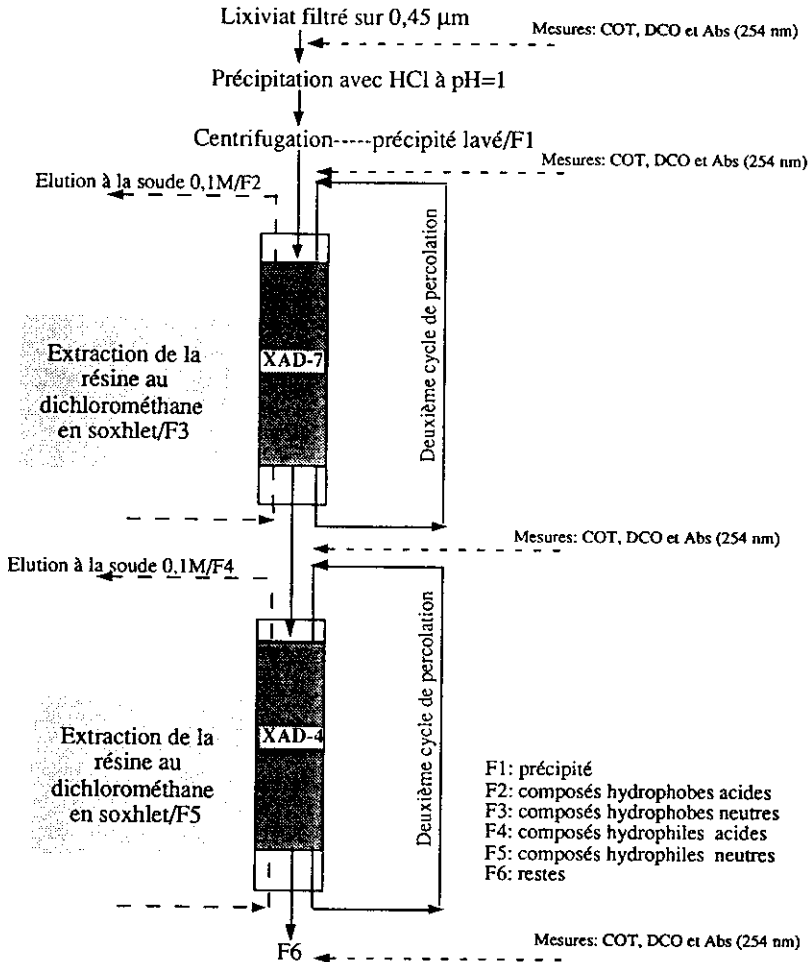 Lixiviat filtré sur 0,45 µm
Mesures: COT, DCO et Abs (254 nm)
Précipitation avec HCl à pH=1
Centrifugation-----précipité lavé/F1
Mesures: COT, DCO et Abs (254 nm)
Elution à la soude 0,1M/F2
Extraction de la
résine au
dichlorométhane
en soxhlet/F3
XAD-7
Deuxième cycle de percolation
Mesures: COT, DCO et Abs (254 nm)
Elution à la soude 0,1M/F4
Extraction de la
résine au
dichlorométhane
en soxhlet/F5
XAD-4
Deuxième cycle de percolation
F1: précipité
F2: composés hydrophobes acides
F3: composés hydrophobes neutres
F4: composés hydrophiles acides
F5: composés hydrophiles neutres
F6: restes
F6
Mesures: COT, DCO et Abs (254 nm)